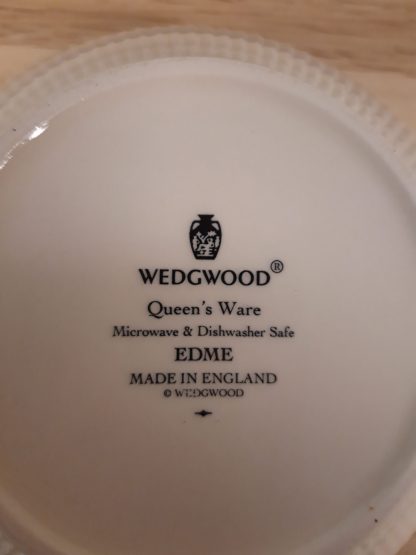 WEDGWOOD®
Queen's Ware
Microwave & Dishwasher Safe
EDME
MADE IN ENGLAND
© WEDGWOOD